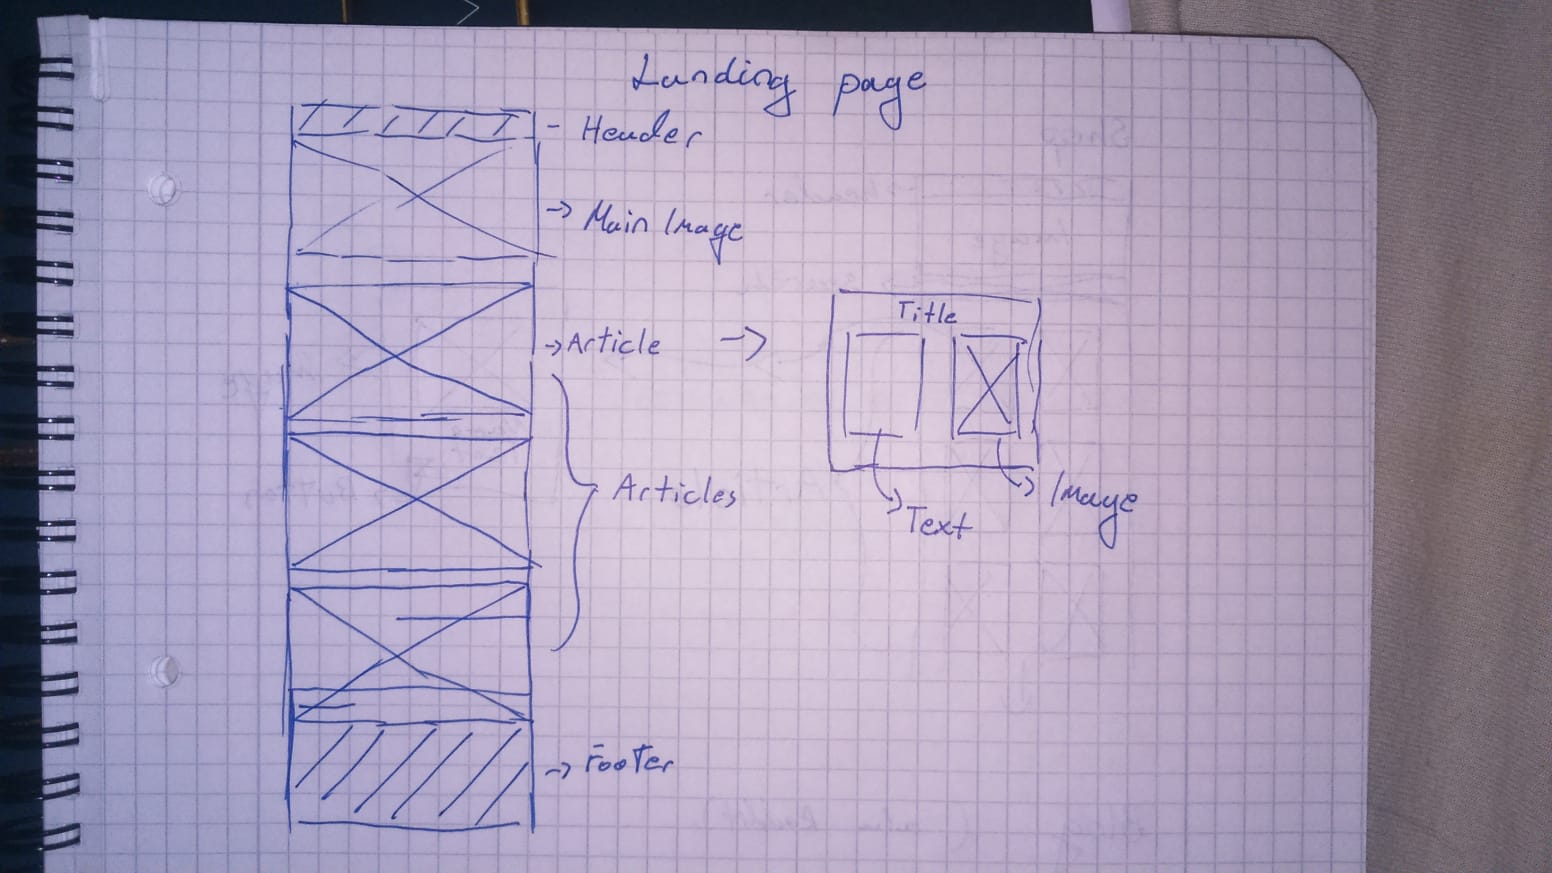 Landing page
- Header
-> Main Image
-> Article ->
Title
Text
Image
Articles
-> Footer